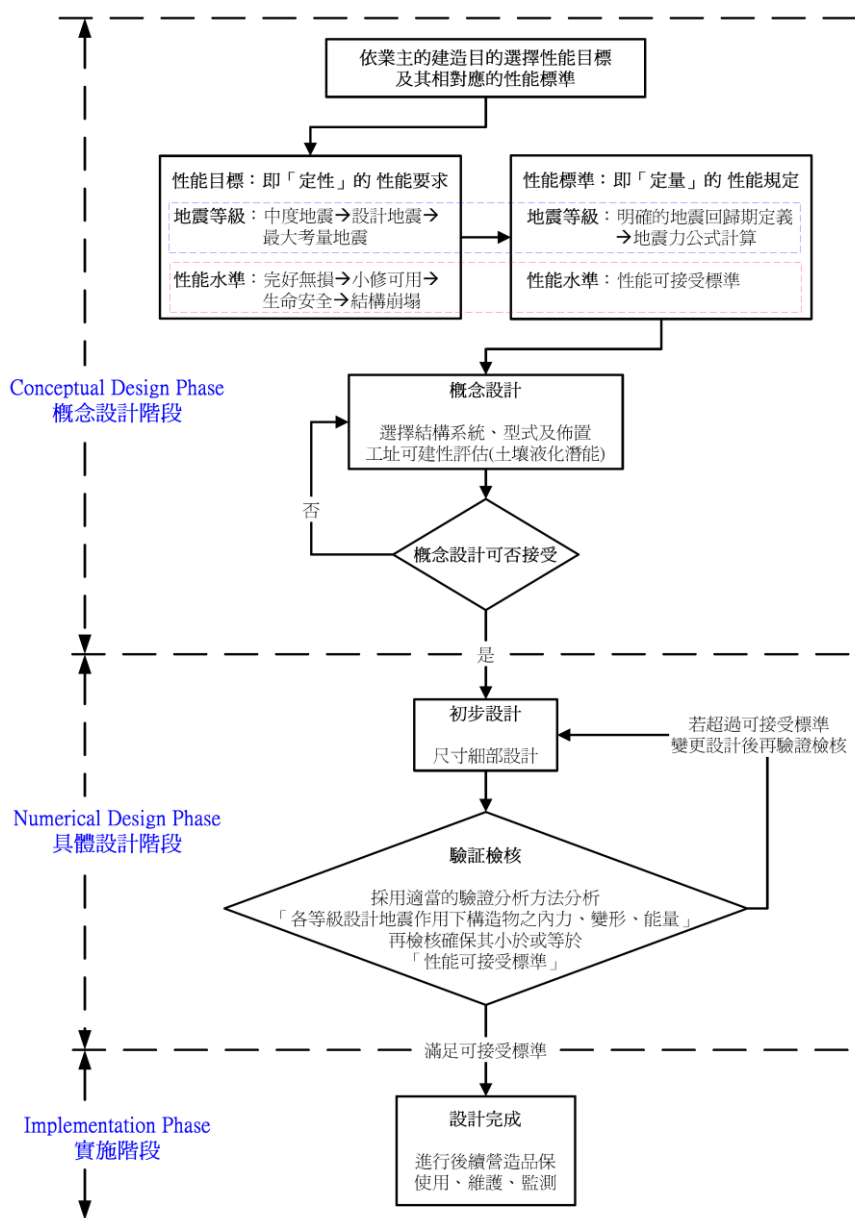 依業主的建造目的選擇性能目標
及其相對應的性能標準
性能目標：即「定性」的 性能要求
地震等級：中度地震→設計地震→
最大考量地震
性能水準：完好無損→小修可用→
生命安全→結構崩塌
性能標準：即「定量」的 性能規定
地震等級：明確的地震回歸期定義
→地震力公式計算
性能水準：性能可接受標準
Conceptual Design Phase
概念設計階段
概念設計
選擇結構系統、型式及佈置
工址可建性評估(土壤液化潛能)
否
概念設計可否接受
是
Numerical Design Phase
具體設計階段
初步設計
尺寸細部設計
若超過可接受標準
變更設計後再驗證檢核
驗証檢核
採用適當的驗證分析方法分析
「各等級設計地震作用下構造物之內力、變形、能量」
再檢核確保其小於或等於
「性能可接受標準」
滿足可接受標準
Implementation Phase
實施階段
設計完成
進行後續營造品保
使用、維護、監測